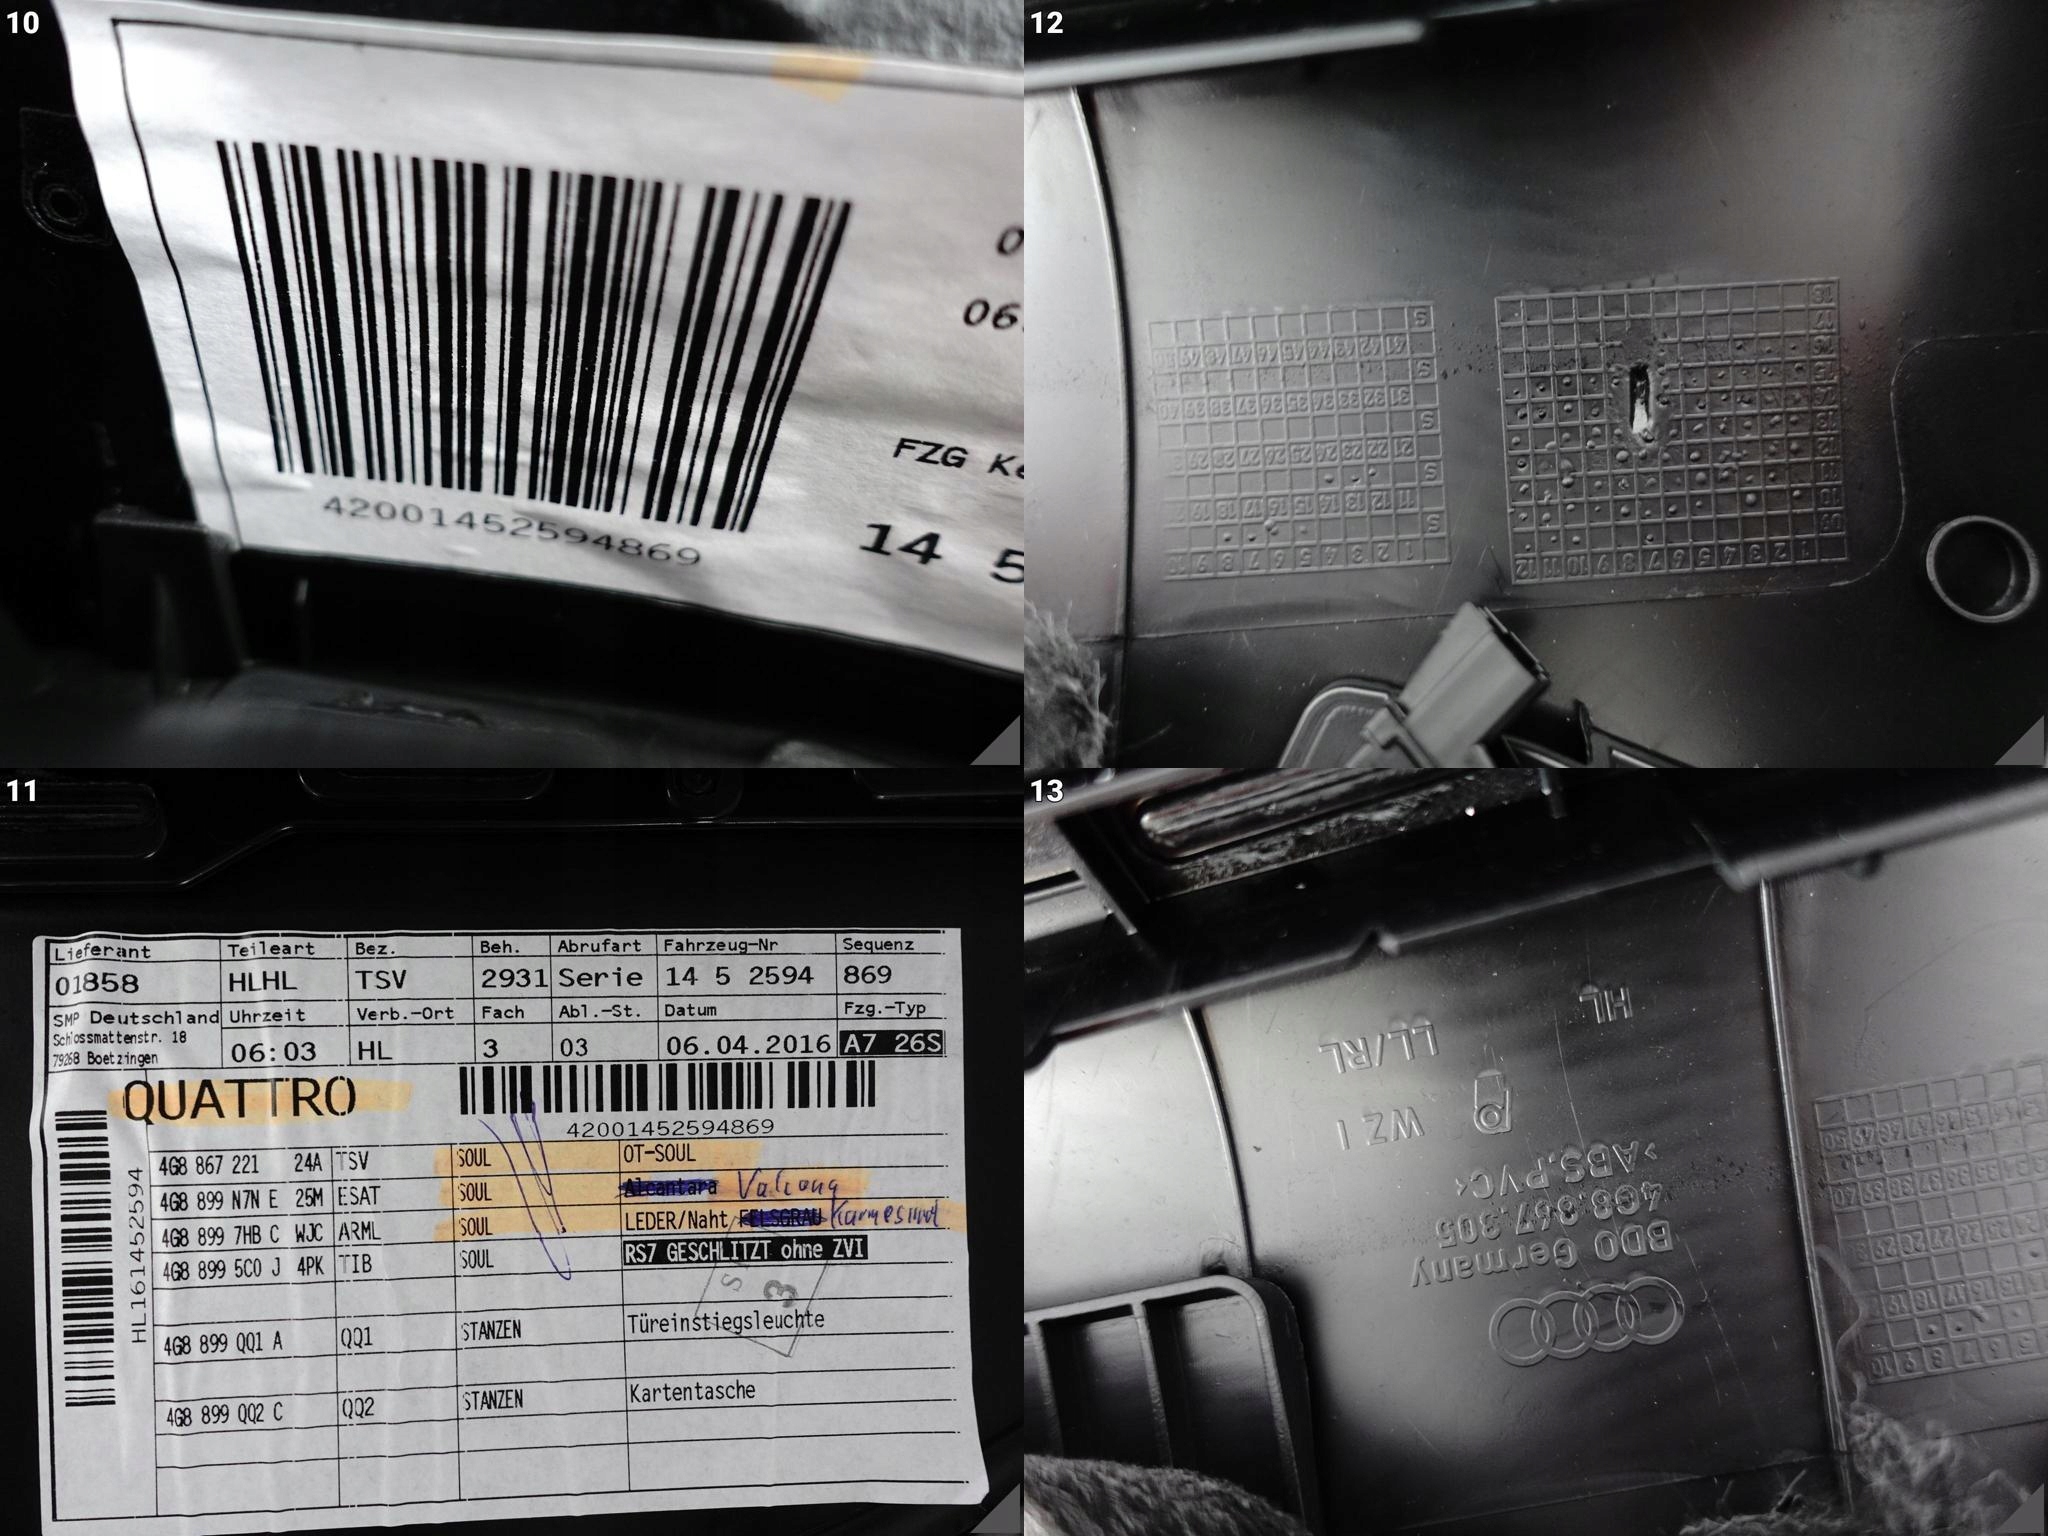 10
42001452594869
0
06.
FZG Ke
14 5
12
11
Lieferant Teileart Bez. Beh. Abrufart Fahrzeug-Nr Sequenz
01858 HLHL TSV 2931 Serie 14 5 2594 869
SMP Deutschland Uhrzeit Verb.-Ort Fach Abl.-St. Datum Fzg.-Typ
Schlossmattenstr. 18
79268 Boetzingen 06:03 HL 3 03 06.04.2016 A7 26S
QUATTRO
42001452594869
HL161452594
4G8 867 221 24A TSV SOUL OT-SOUL
4G8 899 N7N E 25M ESAT SOUL Alcantara Valcona
4G8 899 7HB C WJC ARML SOUL LEDER/Naht FELSGRAU Karmesinrot
4G8 899 5C0 J 4PK TIB SOUL RS7 GESCHLITZT ohne ZVI
S
3
4G8 899 QQ1 A QQ1 STANZEN Türeinstiegsleuchte
4G8 899 QQ2 C QQ2 STANZEN Kartentasche
13
HL
LL/RL
WZ 1
>ABS.PVC<
4G8.867.305
BDO Germany